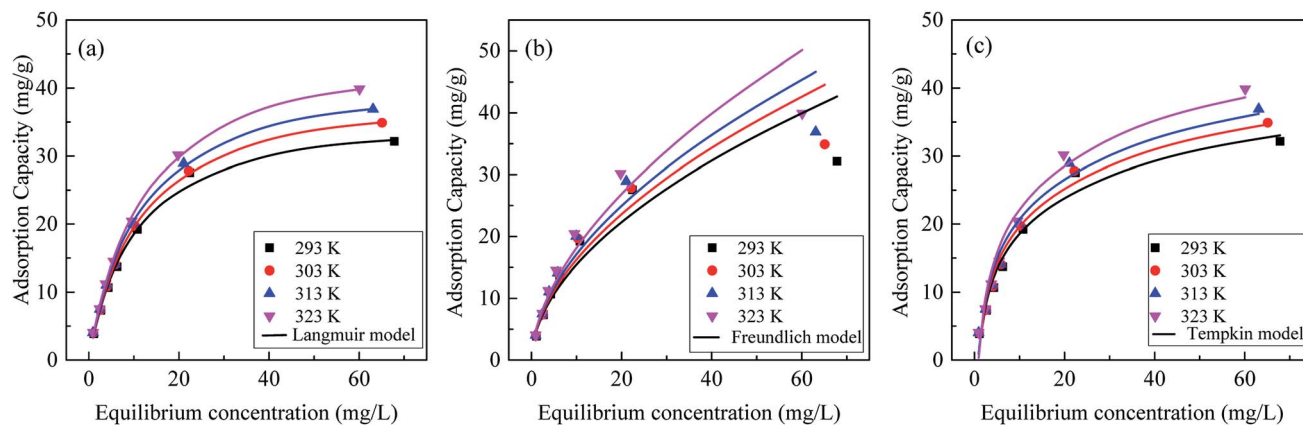 (a)
Adsorption Capacity (mg/g)
50
40
30
20
10
0
293 K
303 K
313 K
323 K
Langmuir model
0 20 40 60
Equilibrium concentration (mg/L)
(b)
Adsorption Capacity (mg/g)
50
40
30
20
10
0
293 K
303 K
313 K
323 K
Freundlich model
0 20 40 60
Equilibrium concentration (mg/L)
(c)
Adsorption Capacity (mg/g)
50
40
30
20
10
0
293 K
303 K
313 K
323 K
Tempkin model
0 20 40 60
Equilibrium concentration (mg/L)